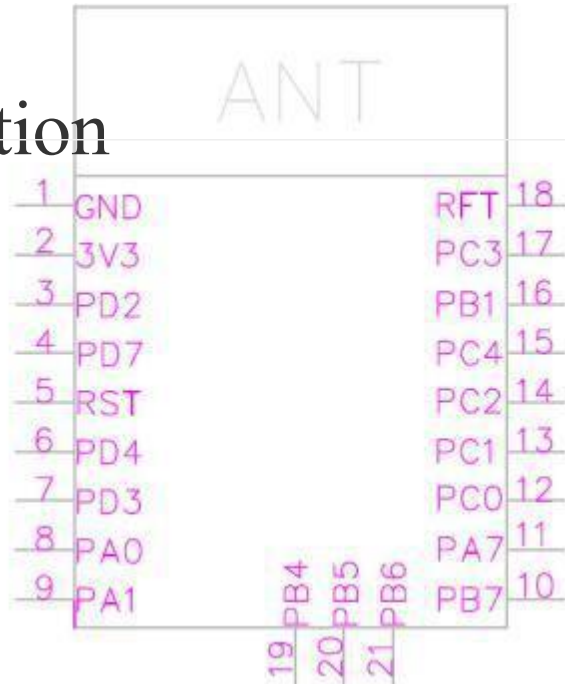 ANT
tion
1 GND RFT 18
2 3V3 PC3 17
3 PD2 PB1 16
4 PD7 PC4 15
5 RST PC2 14
6 PD4 PC1 13
7 PD3 PC0 12
8 PA0 PA7 11
9 PA1 PB7 10
PB4 PB5 PB6
19 20 21